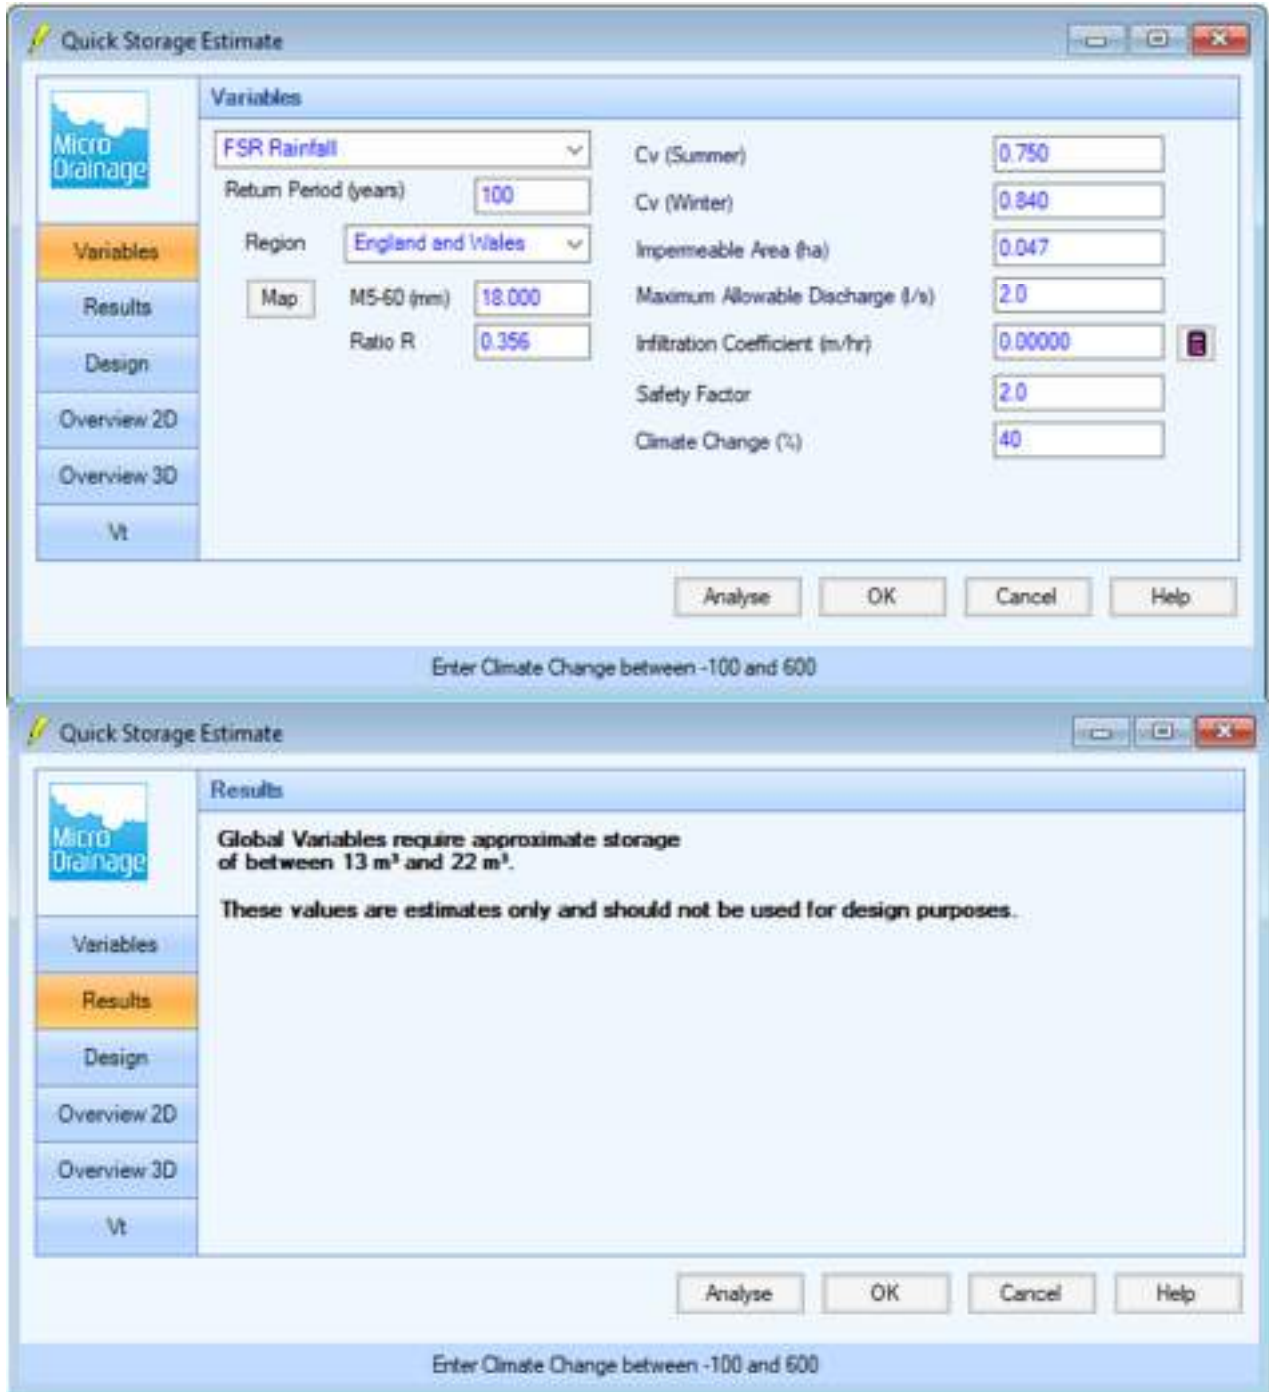 Quick Storage Estimate
Micro
Drainage
Variables
Results
Design
Overview 2D
Overview 3D
Vt
Variables
FSR Rainfall
Return Period (years) 100
Region England and Wales
Map M5-60 (mm) 18.000
Ratio R 0.356
Cv (Summer) 0.750
Cv (Winter) 0.840
Impermeable Area (ha) 0.047
Maximum Allowable Discharge (l/s) 2.0
Infiltration Coefficient (m/hr) 0.00000
Safety Factor 2.0
Climate Change (%) 40
Analyse OK Cancel Help
Enter Climate Change between -100 and 600
Quick Storage Estimate
Micro
Drainage
Variables
Results
Design
Overview 2D
Overview 3D
Vt
Results
Global Variables require approximate storage
of between 13 m³ and 22 m³.
These values are estimates only and should not be used for design purposes.
Analyse OK Cancel Help
Enter Climate Change between -100 and 600